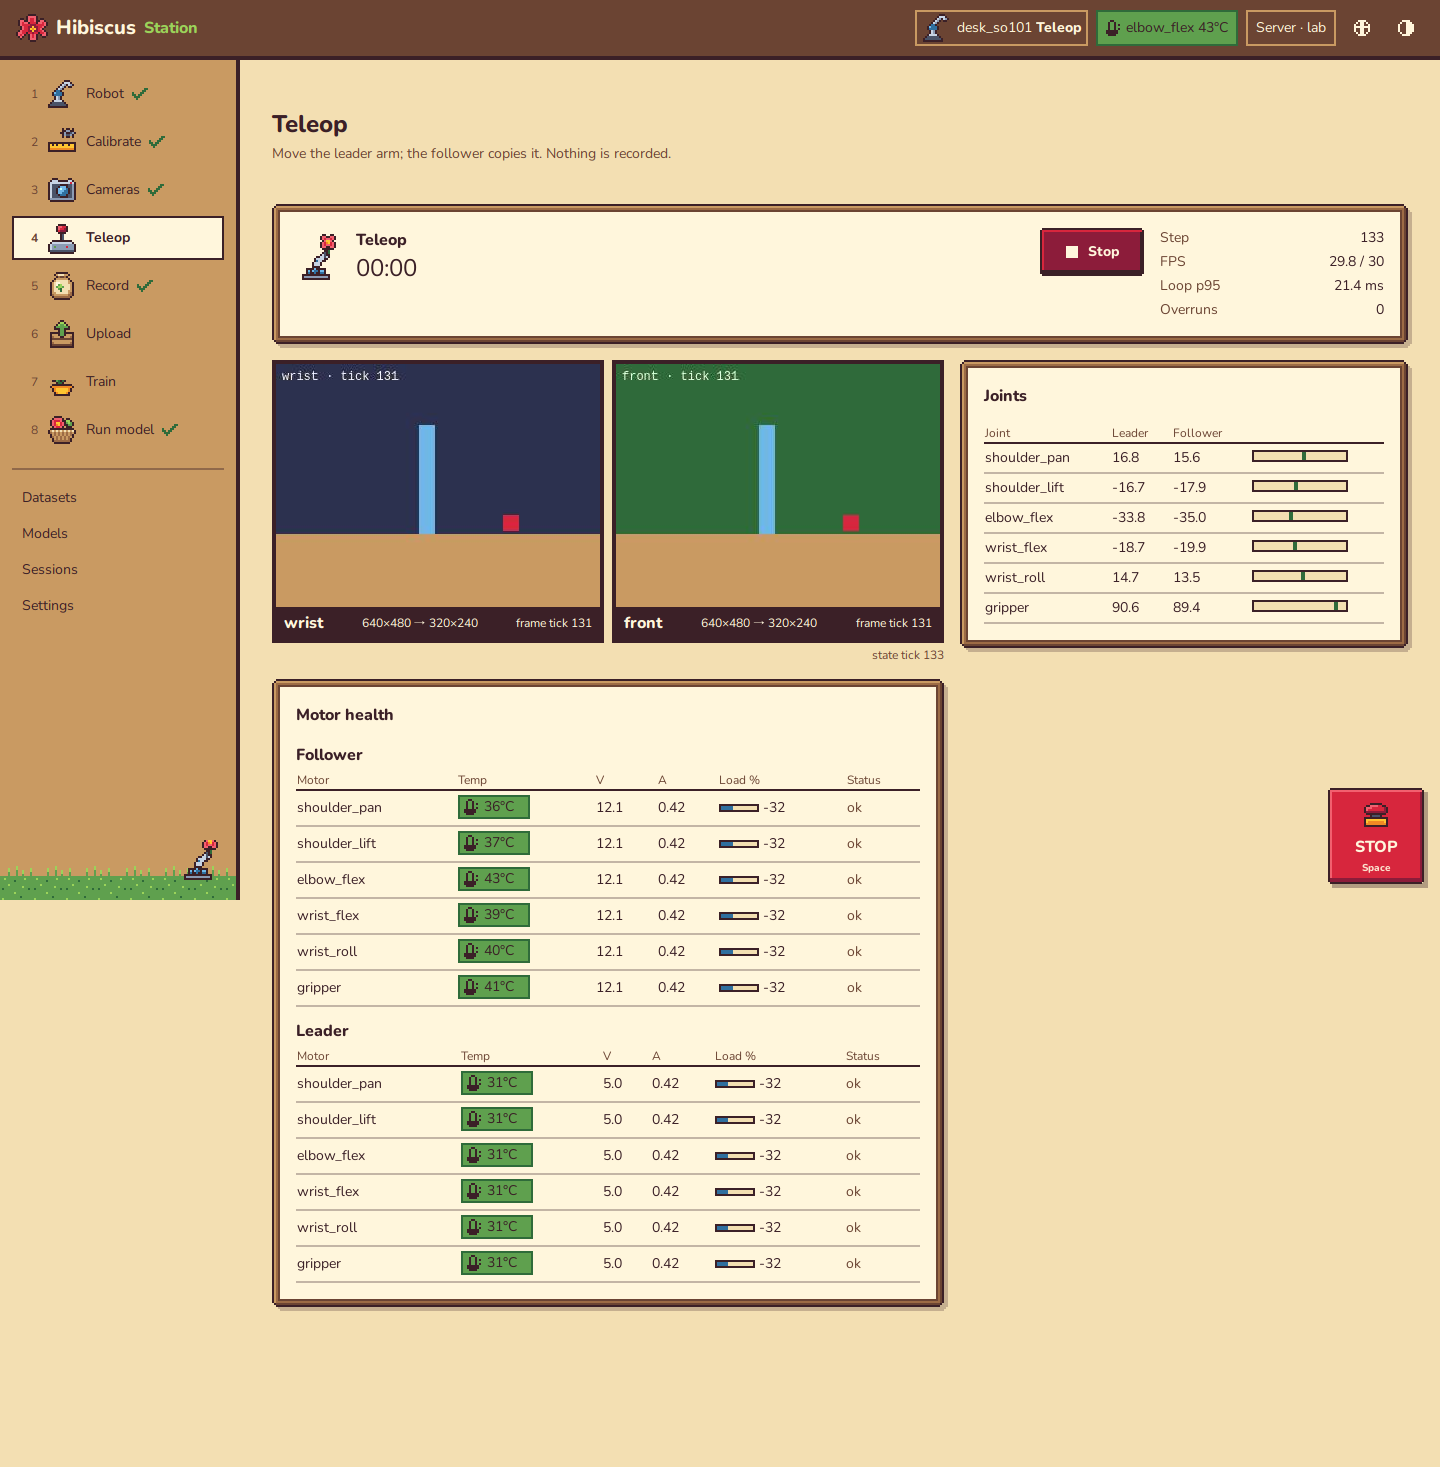 Hibiscus Station
desk_so101 Teleop
elbow_flex 43°C
Server · lab
1 Robot
2 Calibrate
3 Cameras
4 Teleop
5 Record
6 Upload
7 Train
8 Run model
Datasets
Models
Sessions
Settings
Teleop
Move the leader arm; the follower copies it. Nothing is recorded.
Teleop
00:00
Stop
Step 133
FPS 29.8 / 30
Loop p95 21.4 ms
Overruns 0
wrist · tick 131
wrist 640×480 → 320×240 frame tick 131
front · tick 131
front 640×480 → 320×240 frame tick 131
state tick 133
Joints
Joint Leader Follower
shoulder_pan 16.8 15.6
shoulder_lift -16.7 -17.9
elbow_flex -33.8 -35.0
wrist_flex -18.7 -19.9
wrist_roll 14.7 13.5
gripper 90.6 89.4
Motor health
Follower
Motor Temp V A Load % Status
shoulder_pan 36°C 12.1 0.42 -32 ok
shoulder_lift 37°C 12.1 0.42 -32 ok
elbow_flex 43°C 12.1 0.42 -32 ok
wrist_flex 39°C 12.1 0.42 -32 ok
wrist_roll 40°C 12.1 0.42 -32 ok
gripper 41°C 12.1 0.42 -32 ok
Leader
Motor Temp V A Load % Status
shoulder_pan 31°C 5.0 0.42 -32 ok
shoulder_lift 31°C 5.0 0.42 -32 ok
elbow_flex 31°C 5.0 0.42 -32 ok
wrist_flex 31°C 5.0 0.42 -32 ok
wrist_roll 31°C 5.0 0.42 -32 ok
gripper 31°C 5.0 0.42 -32 ok
STOP
Space